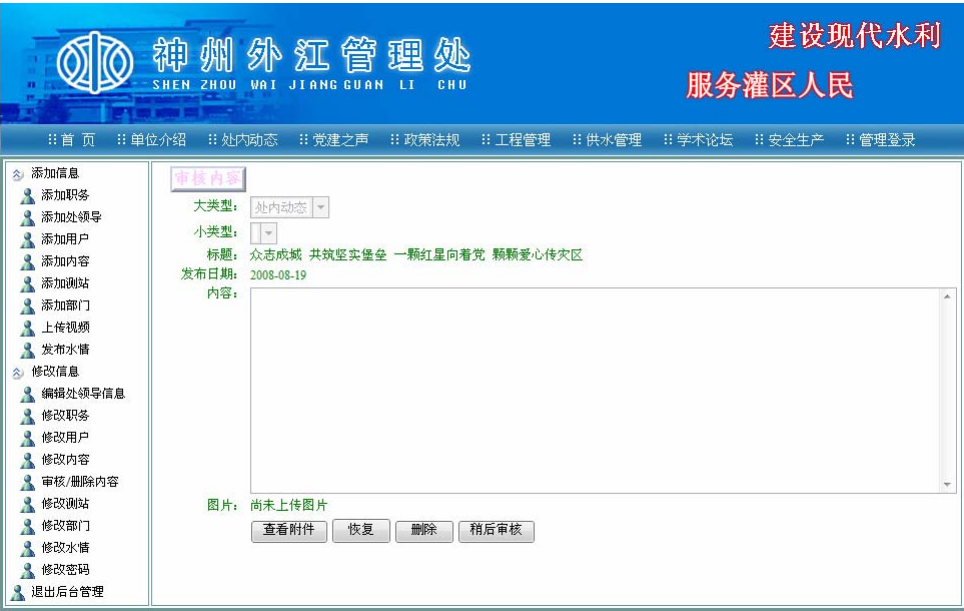 神州外江管理处
SHEN ZHOU WAI JIANG GUAN LI CHU
建设现代水利
服务灌区人民
首 页 单位介绍 处内动态 党建之声 政策法规 工程管理 供水管理 学术论坛 安全生产 管理登录
添加信息
添加职务
添加处领导
添加用户
添加内容
添加测站
添加部门
上传视频
发布水情
修改信息
编辑处领导信息
修改职务
修改用户
修改内容
审核/删除内容
修改测站
修改部门
修改水情
修改密码
退出后台管理
审核内容
大类型： 处内动态
小类型：
标题： 众志成城 共筑坚实堡垒 一颗红星向着党 颗颗爱心传灾区
发布日期： 2008-08-19
内容：
图片： 尚未上传图片
查看附件 恢复 删除 稍后审核